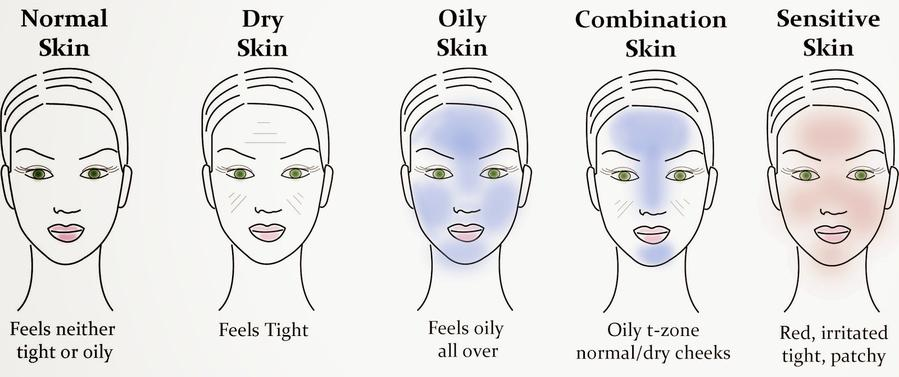 Normal
Skin
Dry
Skin
Oily
Skin
Combination
Skin
Sensitive
Skin
Feels neither
tight or oily
Feels Tight
Feels oily
all over
Oily t-zone
normal/dry cheeks
Red, irritated
tight, patchy